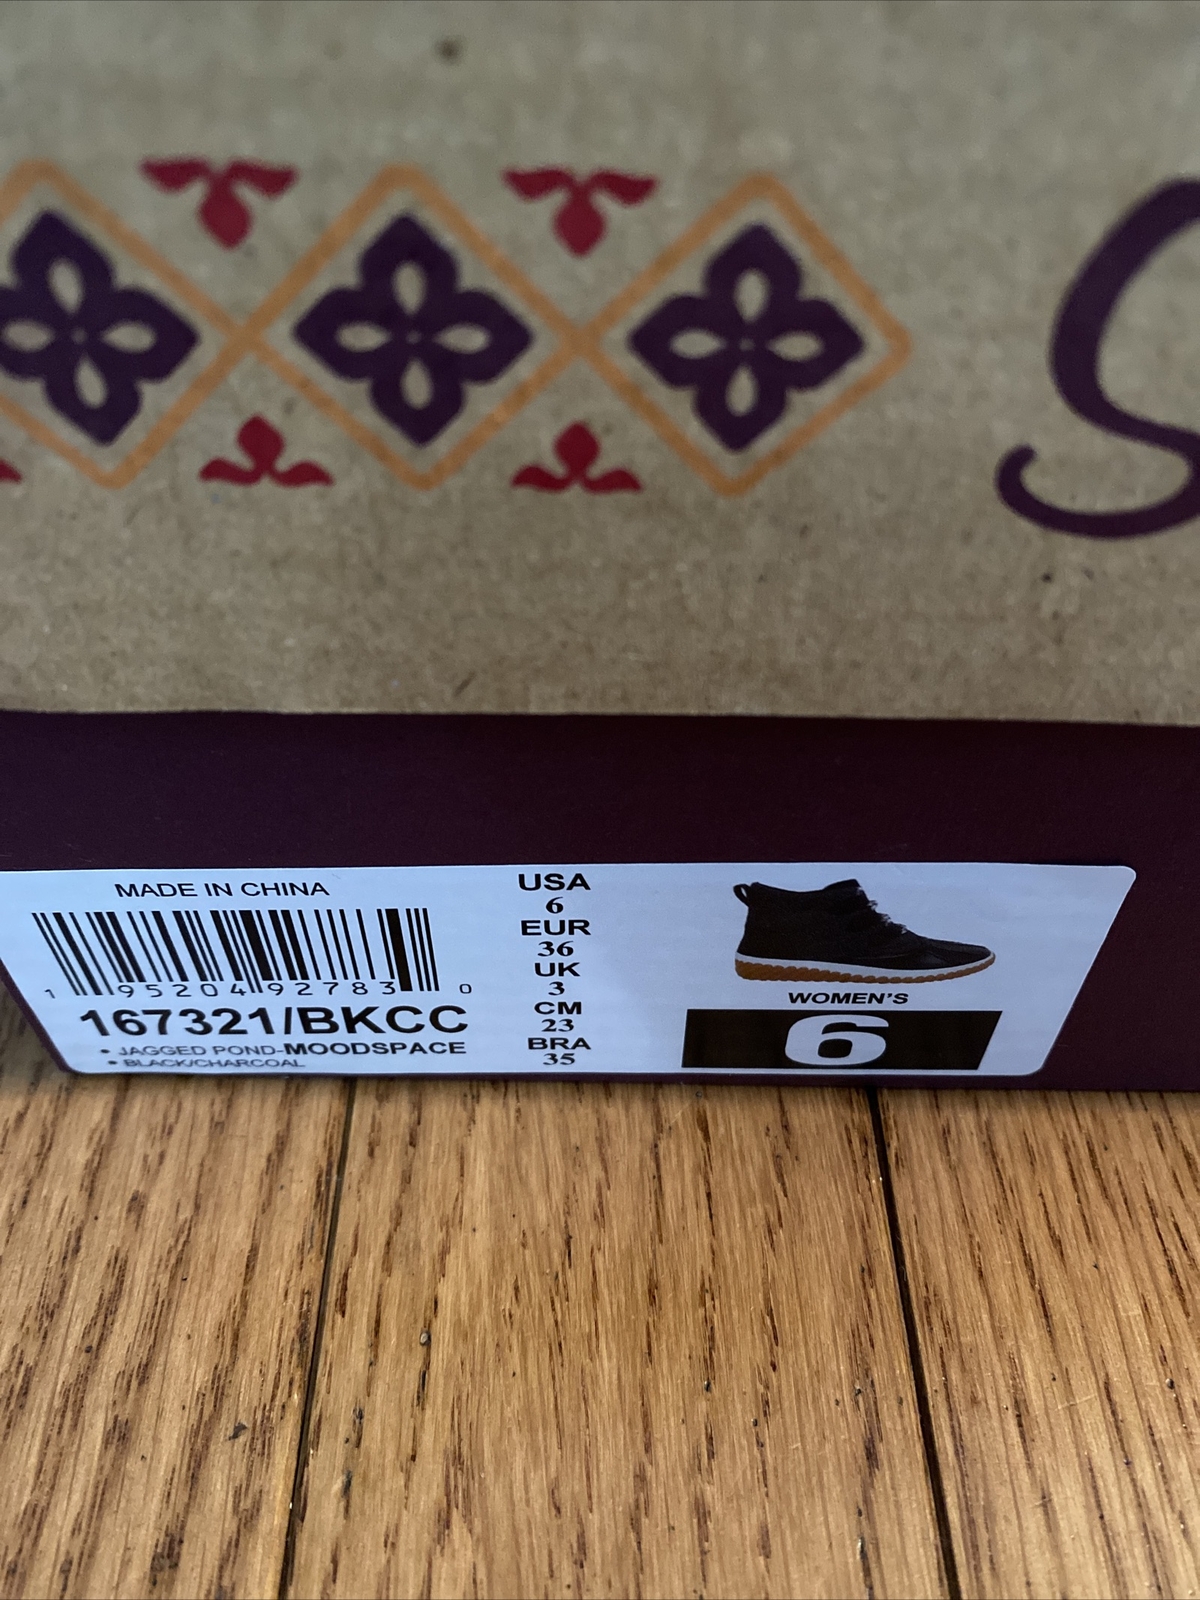 S
MADE IN CHINA
1 95204 92783 0
167321/BKCC
• JAGGED POND-MOODSPACE
• BLACK/CHARCOAL
USA
6
EUR
36
UK
3
CM
23
BRA
35
WOMEN'S
6